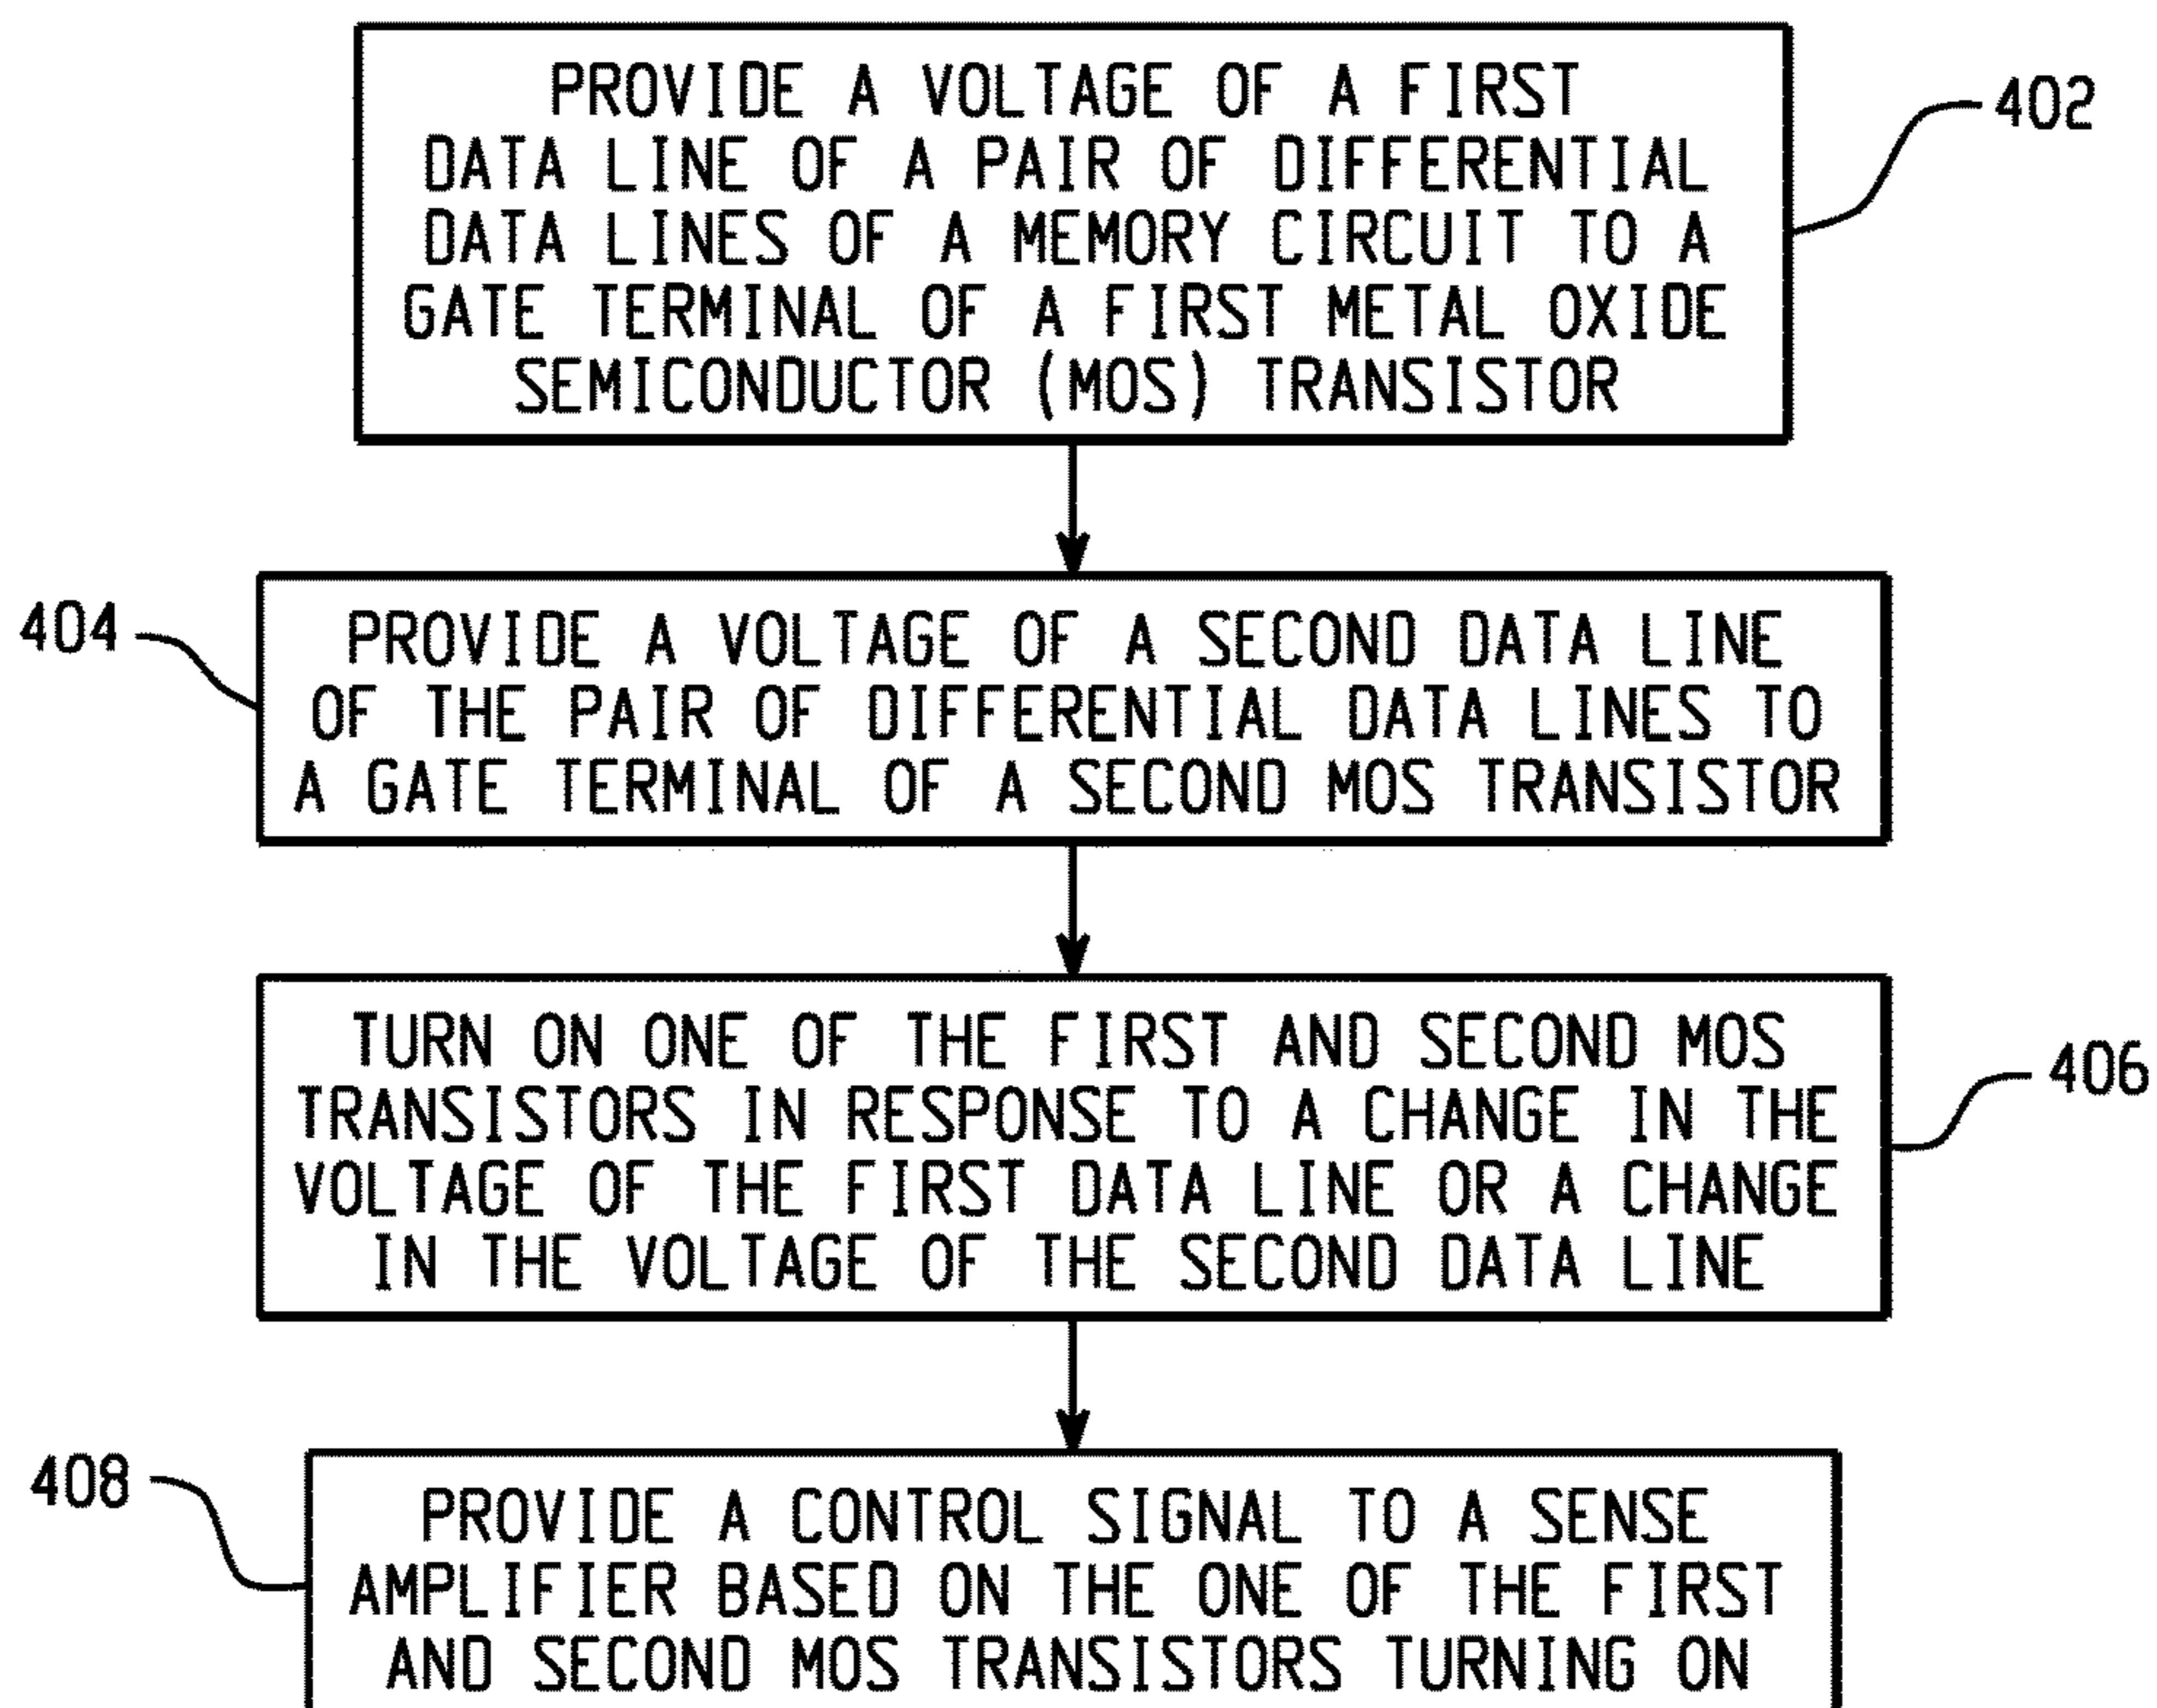 PROVIDE A VOLTAGE OF A FIRST
DATA LINE OF A PAIR OF DIFFERENTIAL
DATA LINES OF A MEMORY CIRCUIT TO A
GATE TERMINAL OF A FIRST METAL OXIDE
SEMICONDUCTOR (MOS) TRANSISTOR
402
404
PROVIDE A VOLTAGE OF A SECOND DATA LINE
OF THE PAIR OF DIFFERENTIAL DATA LINES TO
A GATE TERMINAL OF A SECOND MOS TRANSISTOR
TURN ON ONE OF THE FIRST AND SECOND MOS
TRANSISTORS IN RESPONSE TO A CHANGE IN THE
VOLTAGE OF THE FIRST DATA LINE OR A CHANGE
IN THE VOLTAGE OF THE SECOND DATA LINE
406
408
PROVIDE A CONTROL SIGNAL TO A SENSE
AMPLIFIER BASED ON THE ONE OF THE FIRST
AND SECOND MOS TRANSISTORS TURNING ON